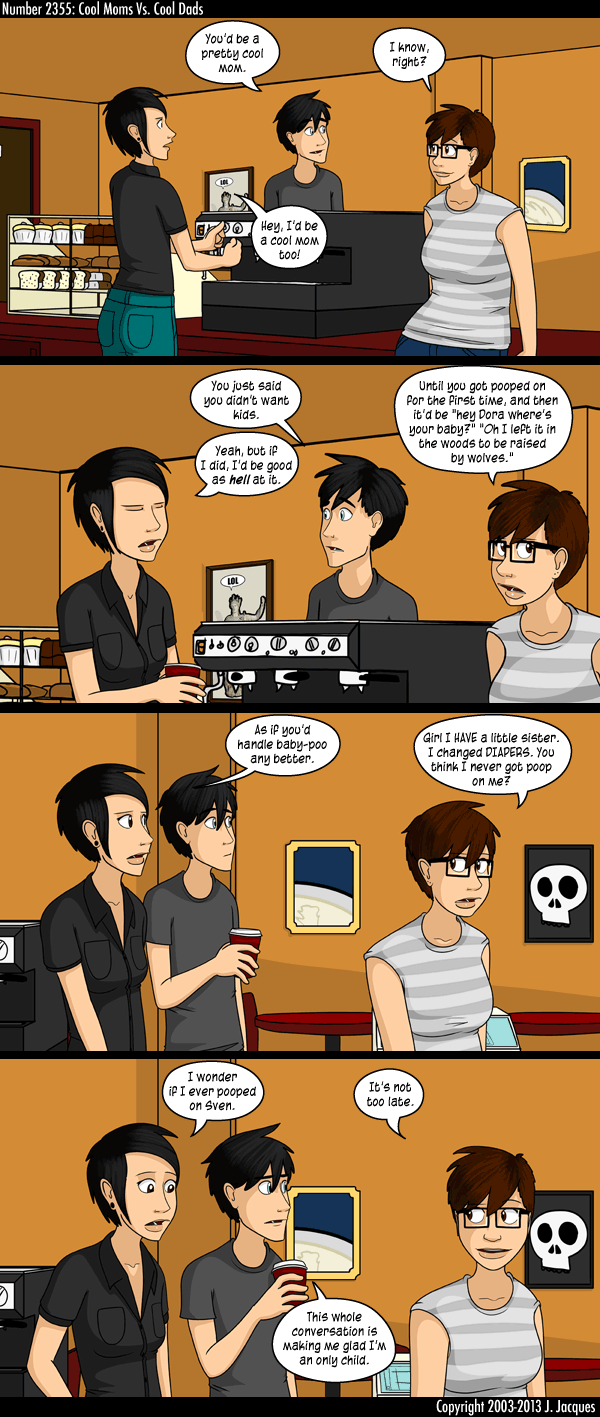 Number 2355: Cool Moms Vs. Cool Dads
You'd be a
pretty cool
mom.
I know,
right?
LOL
Hey, I'd be
a cool mom
too!
You just said
you didn't want
kids.
Yeah, but if
I did, I'd be good
as hell at it.
Until you got pooped on
for the first time, and then
it'd be "hey Dora where's
your baby?" "Oh I left it in
the woods to be raised
by wolves."
LOL
As if you'd
handle baby-poo
any better.
Girl I HAVE a little sister.
I changed DIAPERS. You
think I never got poop
on me?
I wonder
if I ever pooped
on Sven.
It's not
too late.
This whole
conversation is
making me glad I'm
an only child.
Copyright 2003-2013 J. Jacques